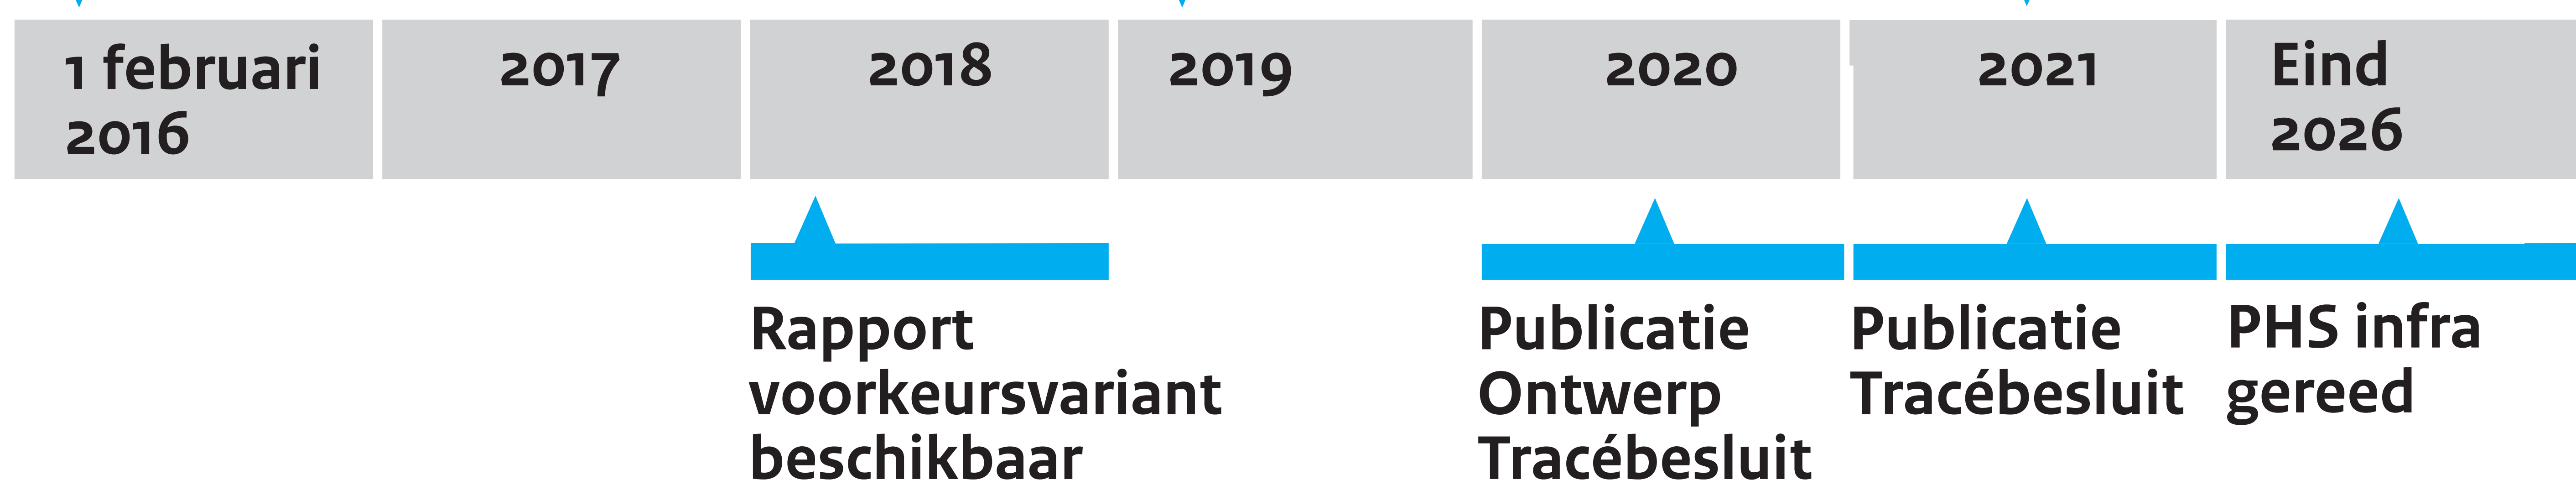 1 februari
2016
2017
2018
2019
2020
2021
Eind
2026
Rapport
voorkeursvariant
beschikbaar
Publicatie
Ontwerp
Tracébesluit
Publicatie
Tracébesluit
PHS infra
gereed